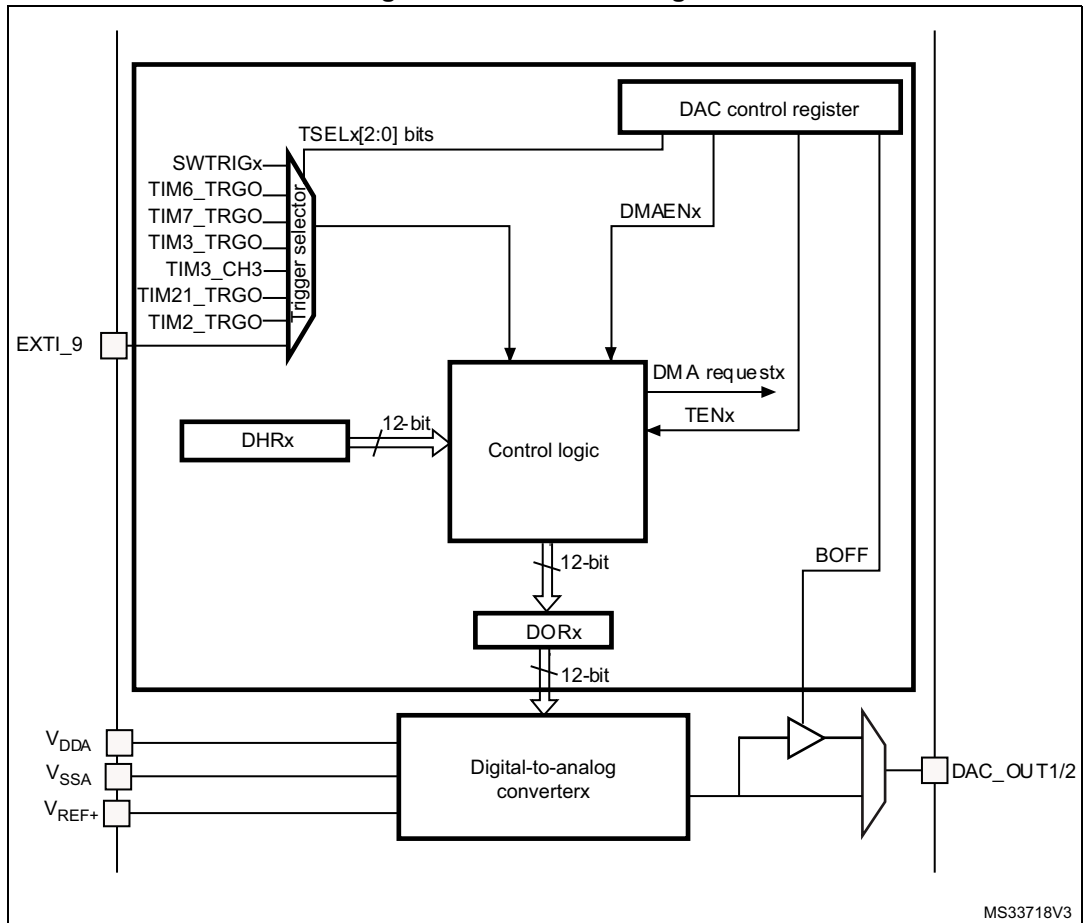 DAC control register
TSELx[2:0] bits
SWTRIGx
TIM6_TRGO
TIM7_TRGO
TIM3_TRGO
TIM3_CH3
TIM21_TRGO
TIM2_TRGO
Trigger selector
DMAENx
EXTI_9
DMA requestx
TENx
DHRx
12-bit
Control logic
12-bit
BOFF
DORx
12-bit
VDDA
VSSA
VREF+
Digital-to-analog
converterx
DAC_OUT1/2
MS33718V3